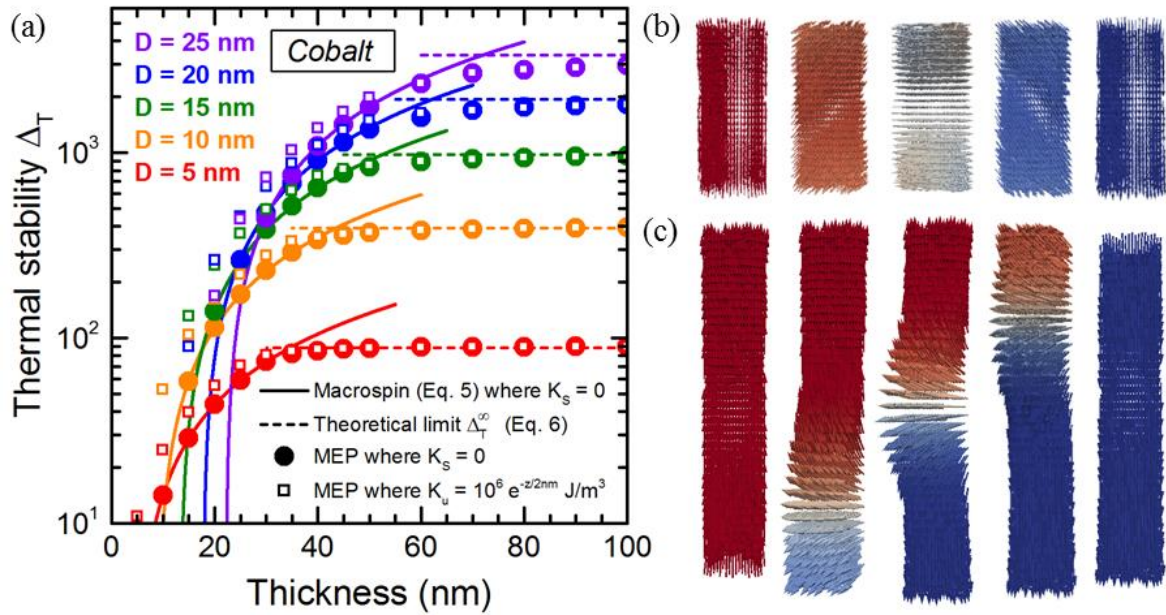 (a)
D = 25 nm
D = 20 nm
D = 15 nm
D = 10 nm
D = 5 nm
Cobalt
Macrospin (Eq. 5) where K_S = 0
Theoretical limit Δ_T^∞ (Eq. 6)
MEP where K_S = 0
MEP where K_u = 10^6 e^{-z/2nm} J/m^3
Thermal stability Δ_T
10^3
10^2
10^1
0 20 40 60 80 100
Thickness (nm)
(b)
(c)